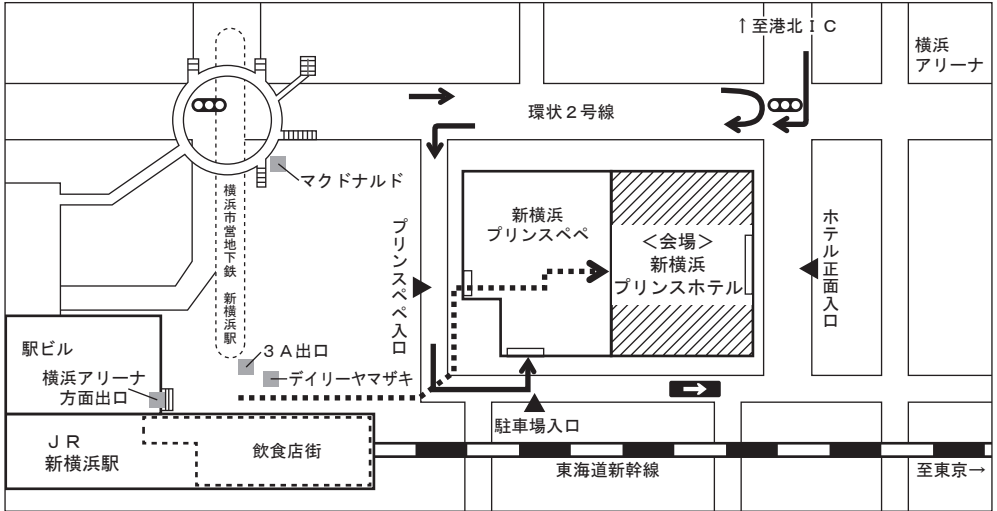 ↑至港北ＩＣ
横浜
アリーナ
環状２号線
マクドナルド
横浜市営地下鉄 新横浜駅
プリンスペペ入口
新横浜
プリンスペペ
＜会場＞
新横浜
プリンスホテル
ホテル正面入口
駅ビル
３Ａ出口
横浜アリーナ
方面出口
デイリーヤマザキ
駐車場入口
ＪＲ
新横浜駅
飲食店街
東海道新幹線
至東京→